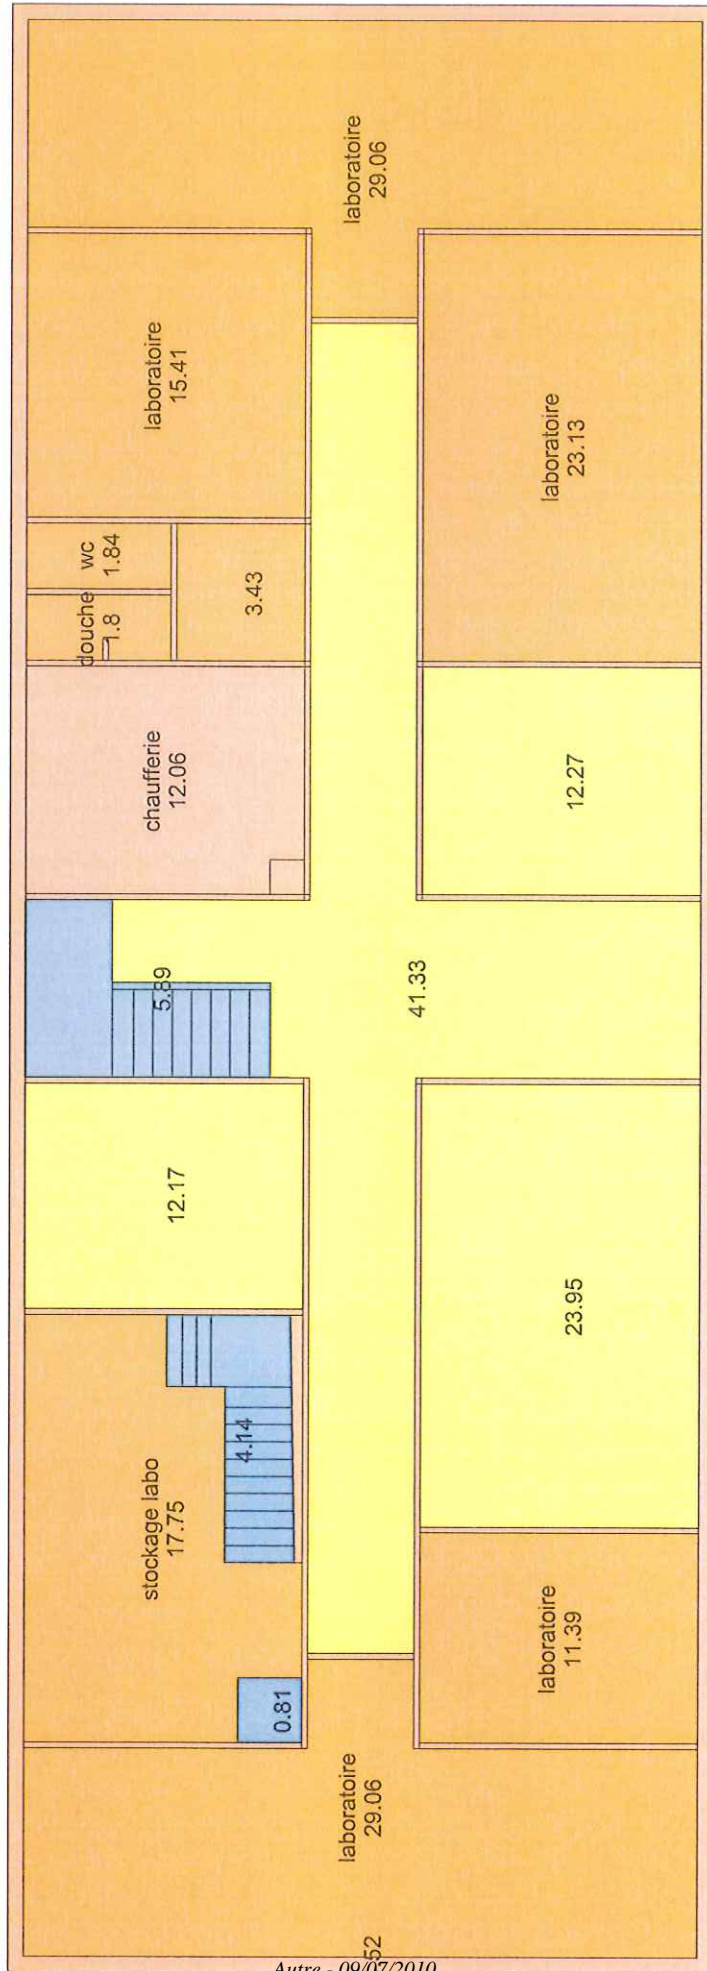 laboratoire
29.06
laboratoire
15.41
laboratoire
23.13
wc
1.84
douche
1.8
3.43
chaufferie
12.06
12.27
5.89
41.33
12.17
23.95
4.14
stockage labo
17.75
laboratoire
11.39
0.81
laboratoire
29.06
52
Autre - 09/07/2010